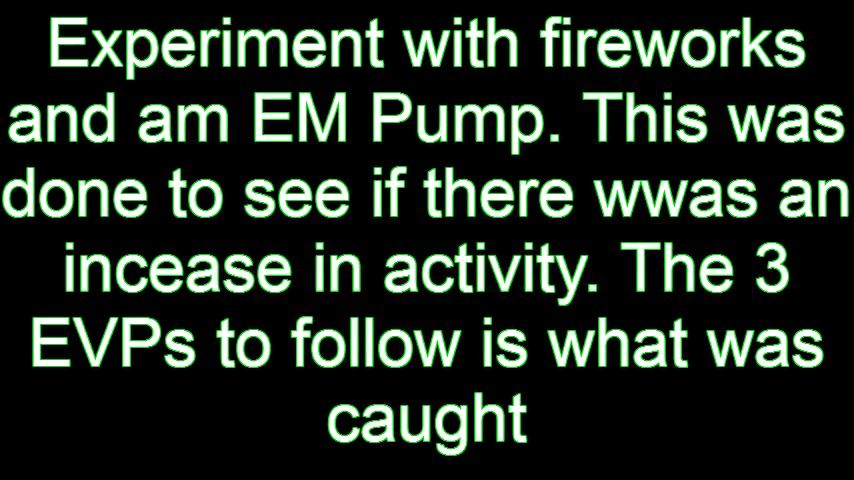 Experiment with fireworks
and am EM Pump. This was
done to see if there wwas an
incease in activity. The 3
EVPs to follow is what was
caught